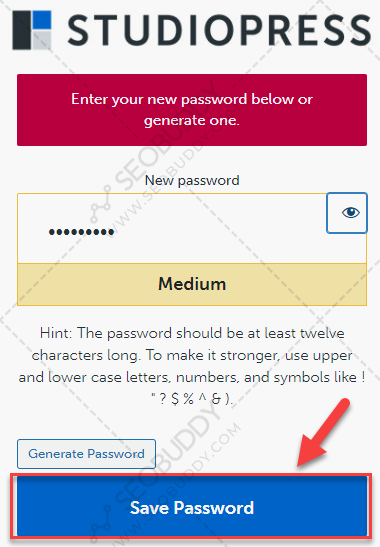 STUDIOPRESS
Enter your new password below or
generate one.
New password
•••••••••
Medium
Hint: The password should be at least twelve
characters long. To make it stronger, use upper
and lower case letters, numbers, and symbols like !
" ? $ % ^ & ).
Generate Password
Save Password
SEOBUDDY
WWW.SEOBUDDY.COM
SEOBUDDY
WWW.SEOBUDDY.COM